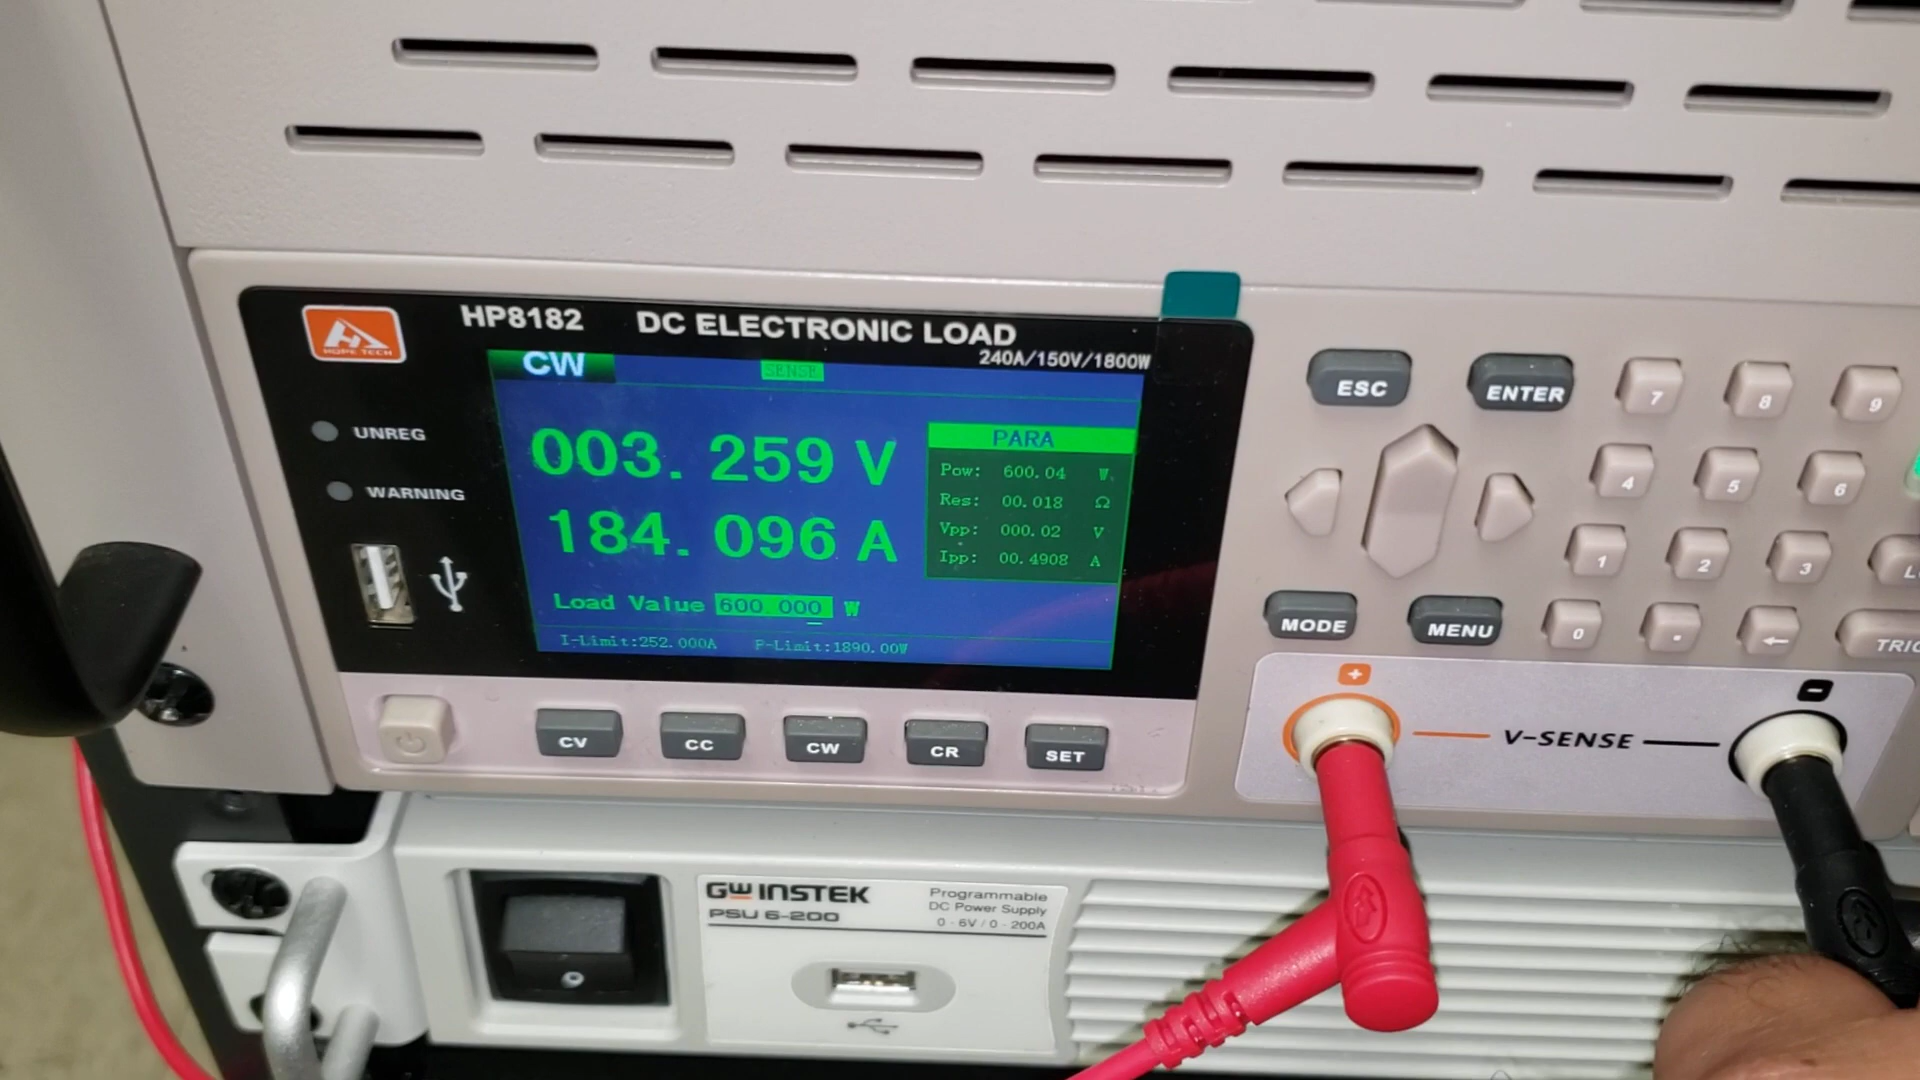 HOPE TECH
HP8182 DC ELECTRONIC LOAD
240A/150V/1800W
CW SENSE
003.259 V
184.096 A
PARA
Pow: 600.04 W
Res: 00.018 Ω
Vpp: 000.02 V
Ipp: 00.4908 A
Load Value 600.000 W
I-Limit:252.000A P-Limit:1890.00W
UNREG
WARNING
CV CC CW CR SET
ESC ENTER 7 8 9
4 5 6
1 2 3
MODE MENU 0 . ←
+ V-SENSE -
GW INSTEK
PSU 6-200
Programmable
DC Power Supply
0 - 6V / 0 - 200A